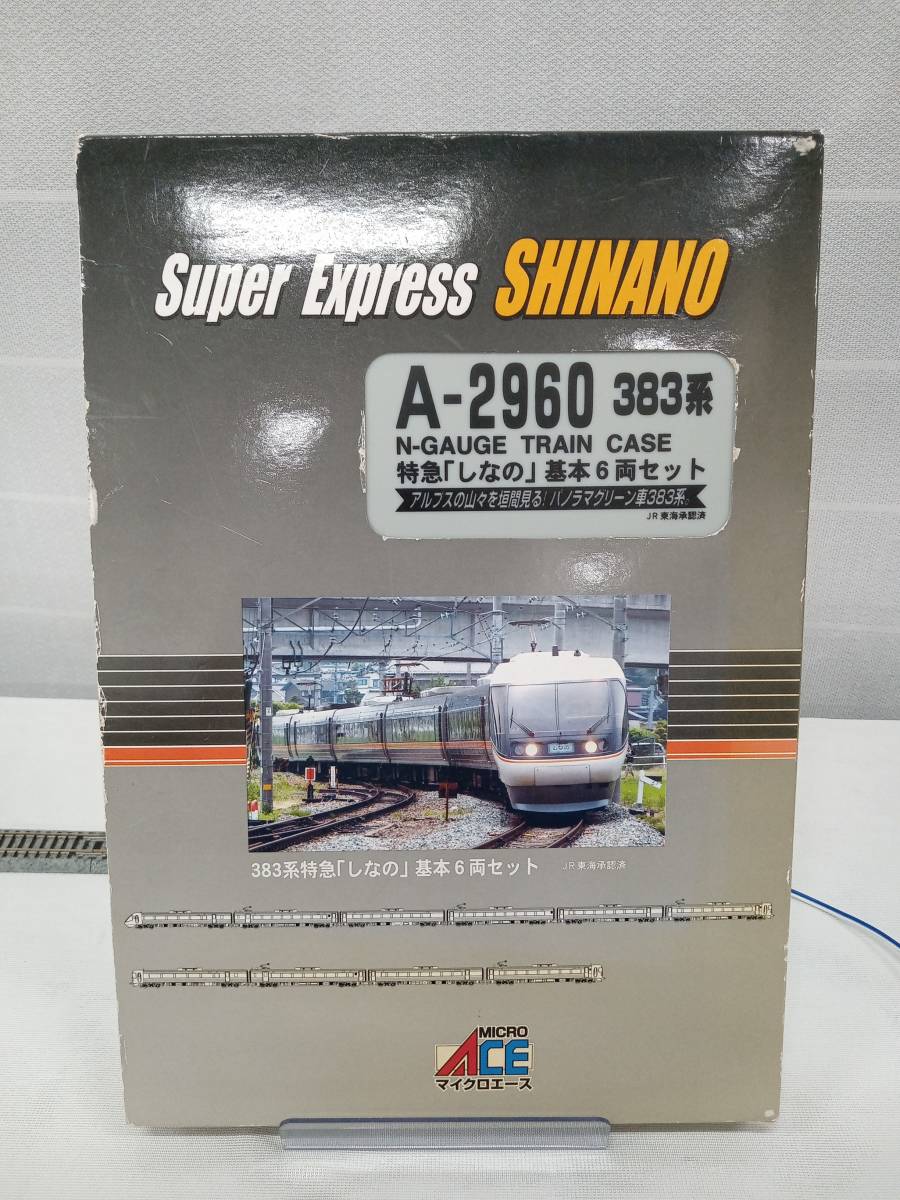 Super Express SHINANO
A-2960 383系
N-GAUGE TRAIN CASE
特急「しなの」基本6両セット
アルプスの山々を垣間見る! パノラマグリーン車383系。
JR東海承認済
しなの
383系特急「しなの」基本6両セット JR東海承認済
MICRO
ACE
マイクロエース